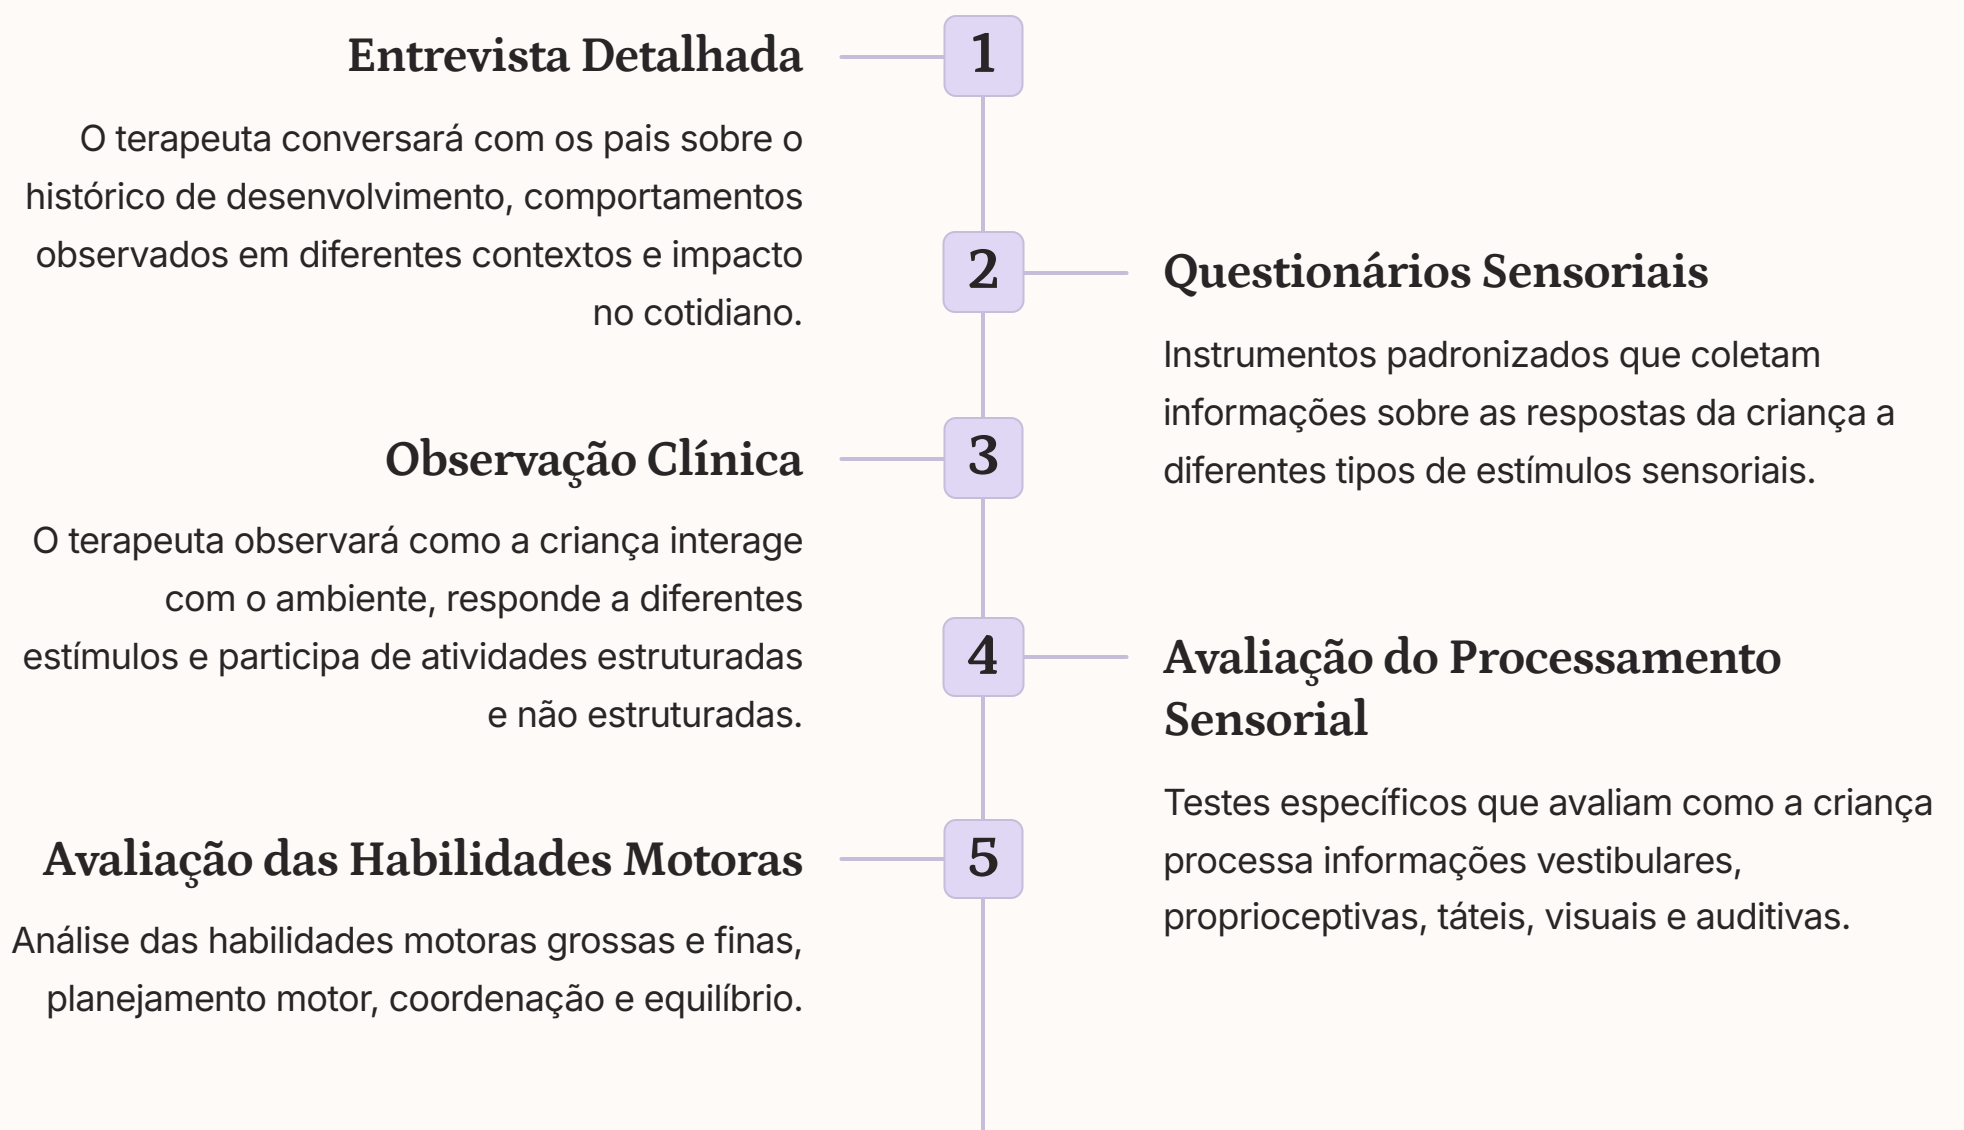 1
Entrevista Detalhada
O terapeuta conversará com os pais sobre o
histórico de desenvolvimento, comportamentos
observados em diferentes contextos e impacto
no cotidiano.
2
Questionários Sensoriais
Instrumentos padronizados que coletam
informações sobre as respostas da criança a
diferentes tipos de estímulos sensoriais.
3
Observação Clínica
O terapeuta observará como a criança interage
com o ambiente, responde a diferentes
estímulos e participa de atividades estruturadas
e não estruturadas.
4
Avaliação do Processamento
Sensorial
Testes específicos que avaliam como a criança
processa informações vestibulares,
proprioceptivas, táteis, visuais e auditivas.
5
Avaliação das Habilidades Motoras
Análise das habilidades motoras grossas e finas,
planejamento motor, coordenação e equilíbrio.